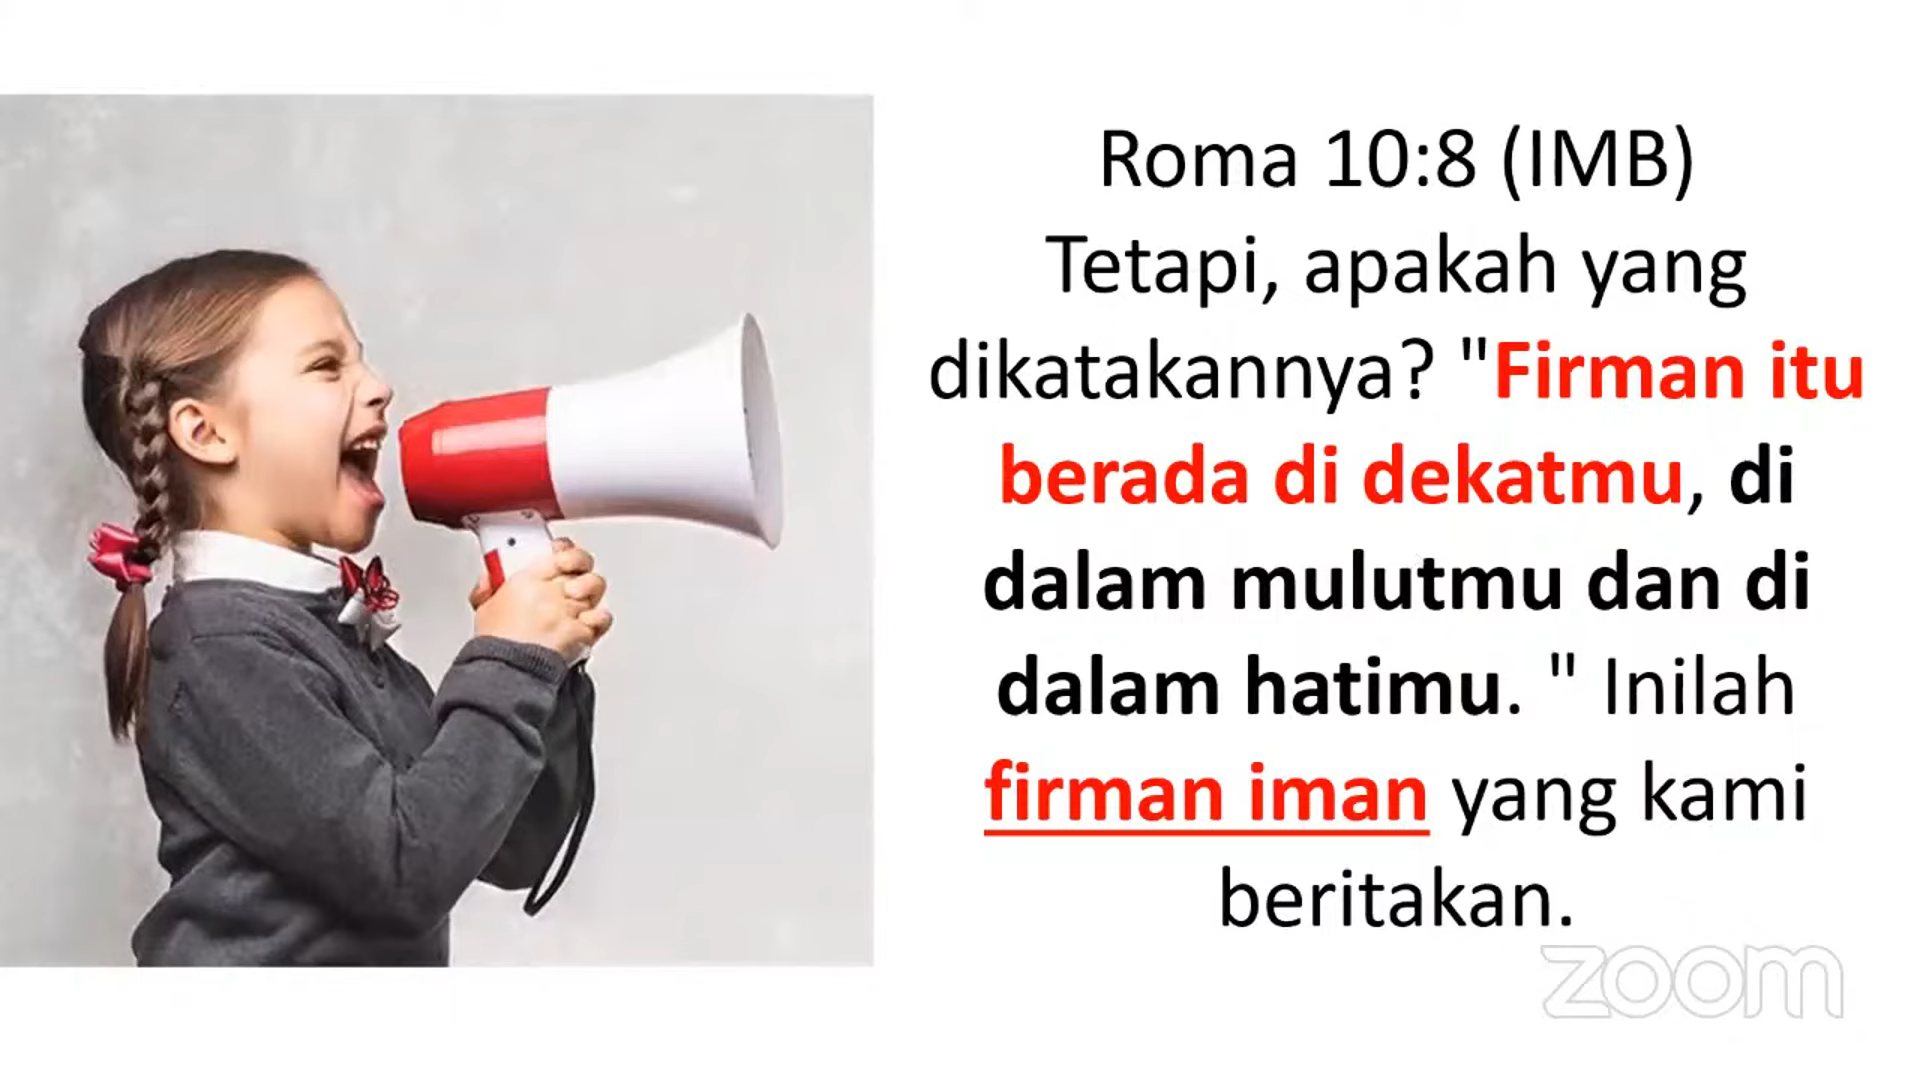 Roma 10:8 (IMB)
Tetapi, apakah yang
dikatakannya? "Firman itu
berada di dekatmu, di
dalam mulutmu dan di
dalam hatimu. " Inilah
firman iman yang kami
beritakan.
zoom